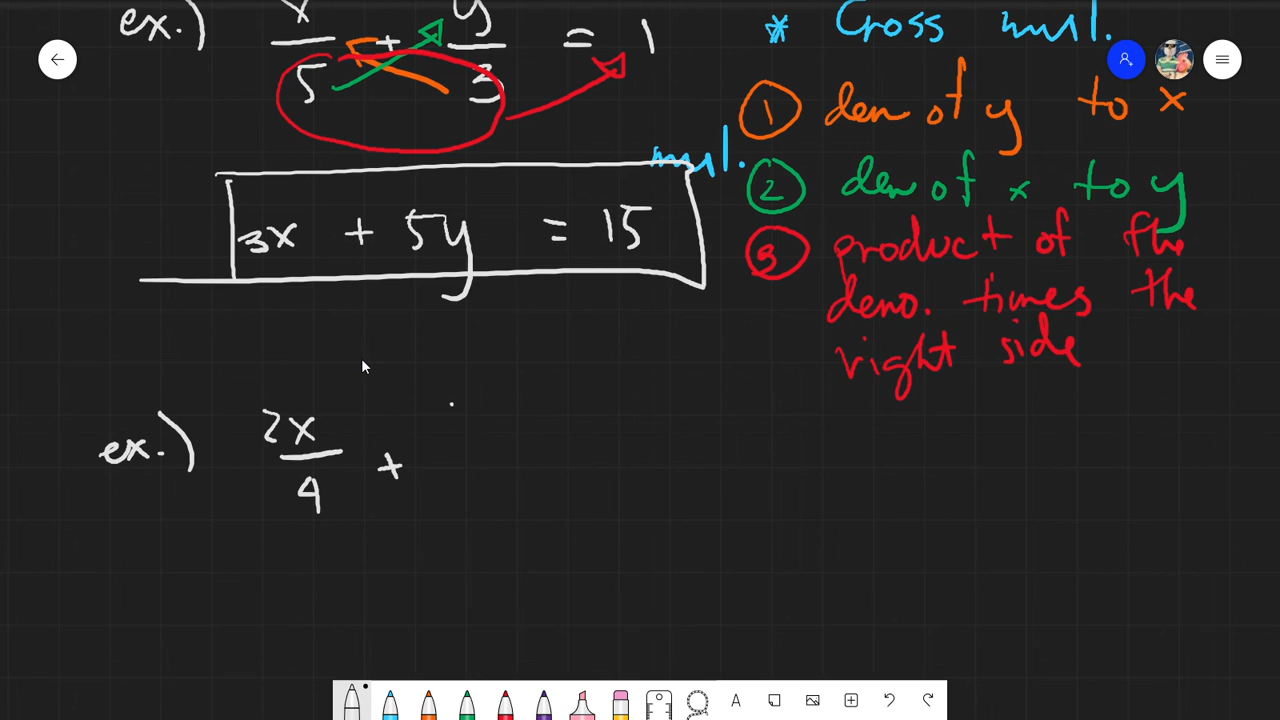 ex.) x/5 + y/3 = 1
3x + 5y = 15
ex.) 2x/4 +
* Cross mul.
① den of y to x
mul.
② den of x to y
③ product of the
deno. times the
right side
A